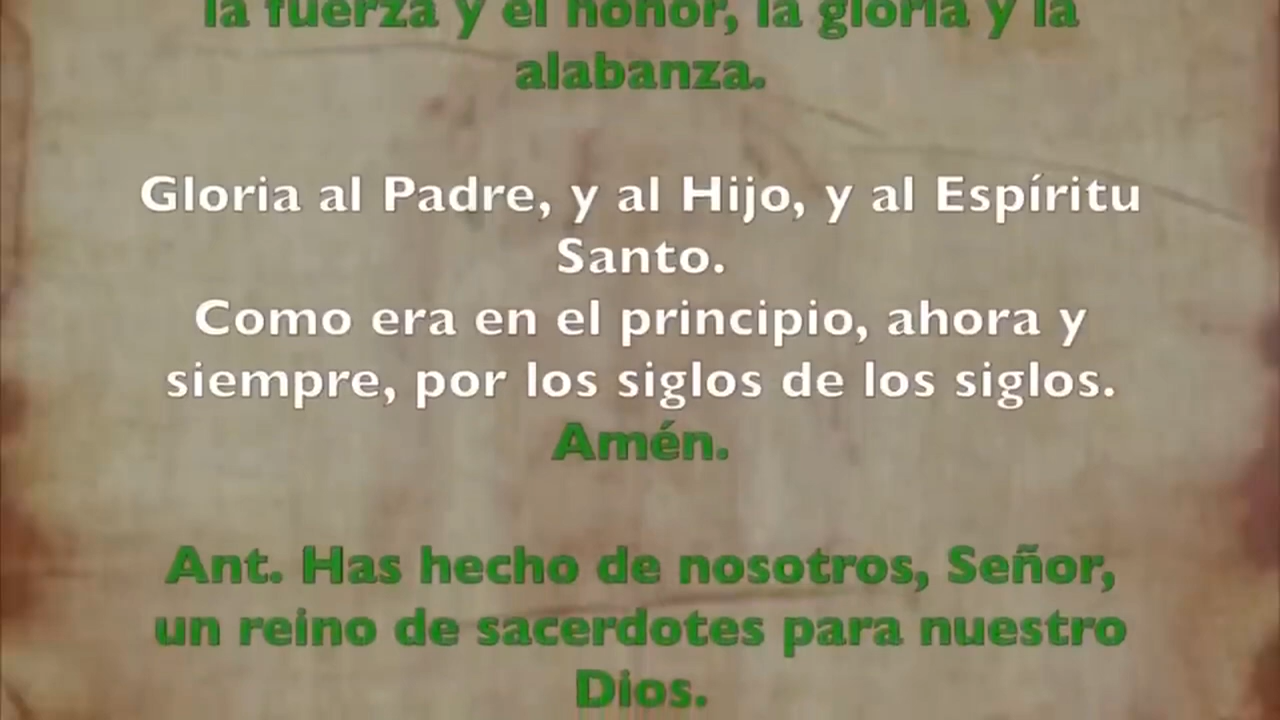 la fuerza y el honor, la gloria y la
alabanza.
Gloria al Padre, y al Hijo, y al Espíritu
Santo.
Como era en el principio, ahora y
siempre, por los siglos de los siglos.
Amén.
Ant. Has hecho de nosotros, Señor,
un reino de sacerdotes para nuestro
Dios.